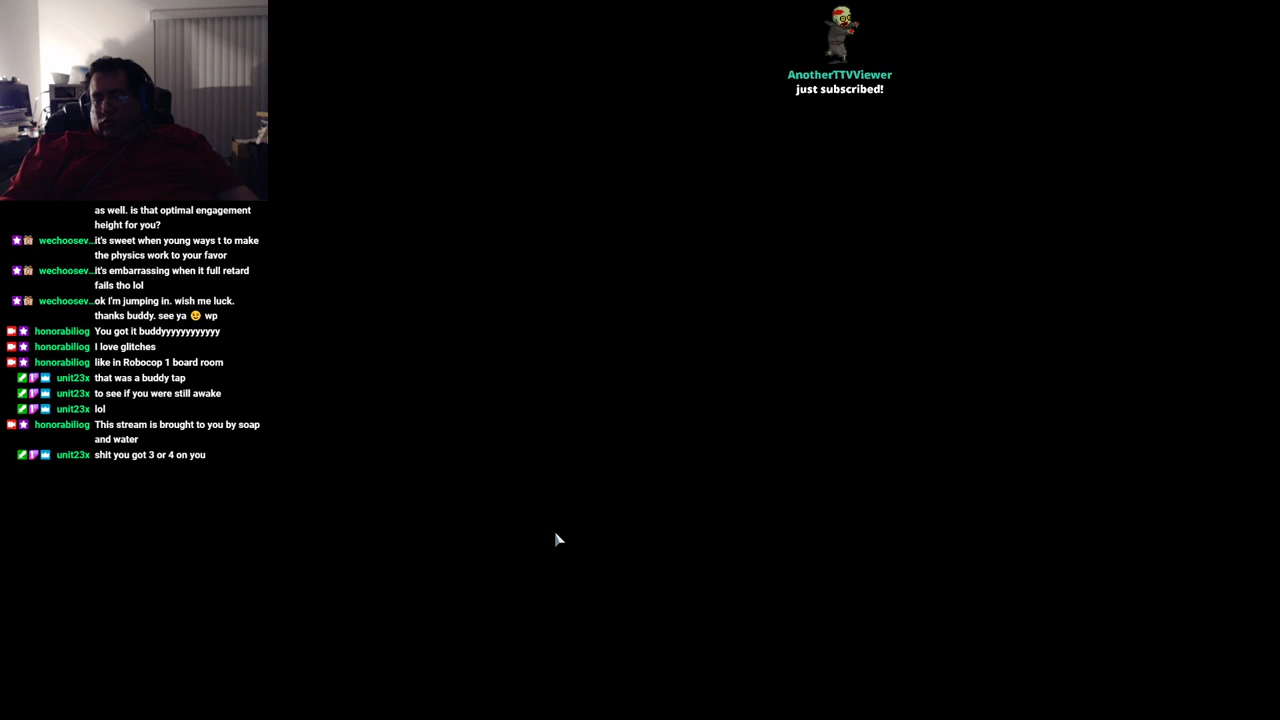 AnotherTTVViewer
just subscribed!
as well. is that optimal engagement
height for you?
wechoosev…it's sweet when young ways t to make
the physics work to your favor
wechoosev…it's embarrassing when it full retard
fails tho lol
wechoosev…ok I'm jumping in. wish me luck.
thanks buddy. see ya 😉 wp
honorabiliog You got it buddyyyyyyyyyyyy
honorabiliog I love glitches
honorabiliog like in Robocop 1 board room
unit23x that was a buddy tap
unit23x to see if you were still awake
unit23x lol
honorabiliog This stream is brought to you by soap
and water
unit23x shit you got 3 or 4 on you